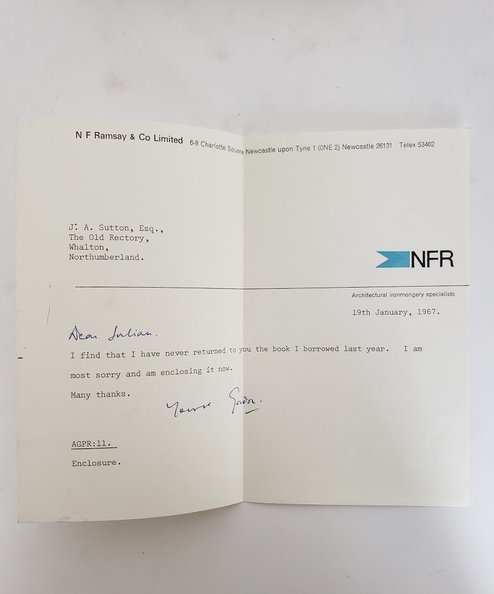 N F Ramsay & Co Limited 6-8 Charlotte Square Newcastle upon Tyne 1 (0NE 2) Newcastle 26131 Telex 53462
J. A. Sutton, Esq.,
The Old Rectory,
Whalton,
Northumberland.
NFR
Architectural ironmongery specialists
19th January, 1967.
Dear Julian.
I find that I have never returned to you the book I borrowed last year. I am
most sorry and am enclosing it now.
Many thanks.
Yours Gordon.
AGPR:11.
Enclosure.